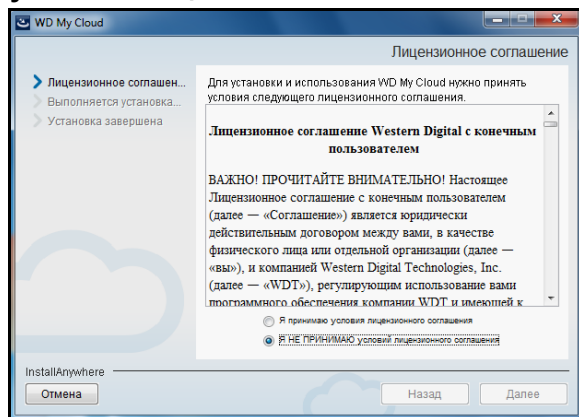 WD My Cloud
Лицензионное соглашение
Лицензионное соглашен...
Выполняется установка...
Установка завершена
Для установки и использования WD My Cloud нужно принять
условия следующего лицензионного соглашения.
Лицензионное соглашение Western Digital с конечным
пользователем
ВАЖНО! ПРОЧИТАЙТЕ ВНИМАТЕЛЬНО! Настоящее
Лицензионное соглашение с конечным пользователем
(далее — «Соглашение») является юридически
действительным договором между вами, в качестве
физического лица или отдельной организации (далее —
«вы»), и компанией Western Digital Technologies, Inc.
(далее — «WDT»), регулирующим использование вами
программного обеспечения компании WDT и имеющей к
Я принимаю условия лицензионного соглашения
Я НЕ ПРИНИМАЮ условий лицензионного соглашения
InstallAnywhere
Отмена
Назад
Далее